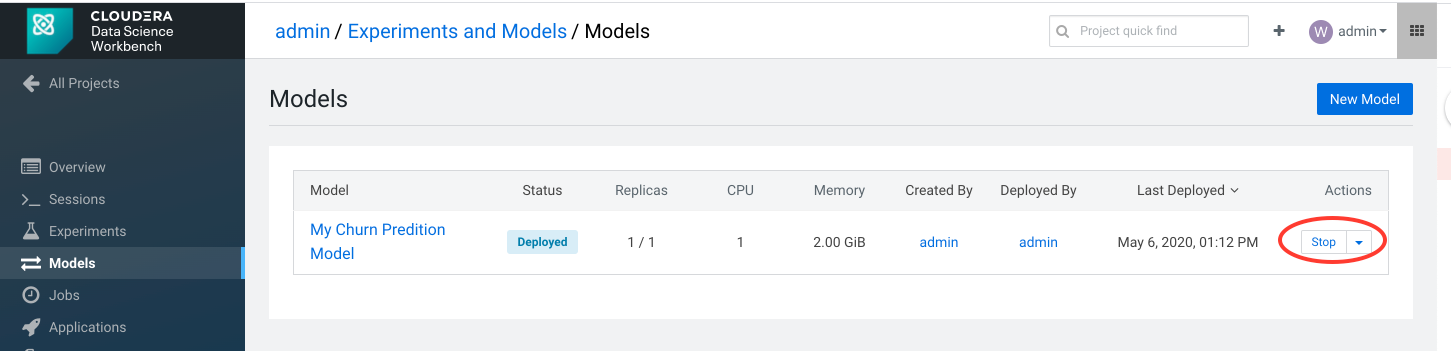 CLOUDERA
Data Science
Workbench
admin / Experiments and Models / Models
Project quick find
W admin
All Projects
Overview
Sessions
Experiments
Models
Jobs
Applications
Models
New Model
Model Status Replicas CPU Memory Created By Deployed By Last Deployed Actions
My Churn Predition
Model
Deployed 1 / 1 1 2.00 GiB admin admin May 6, 2020, 01:12 PM Stop